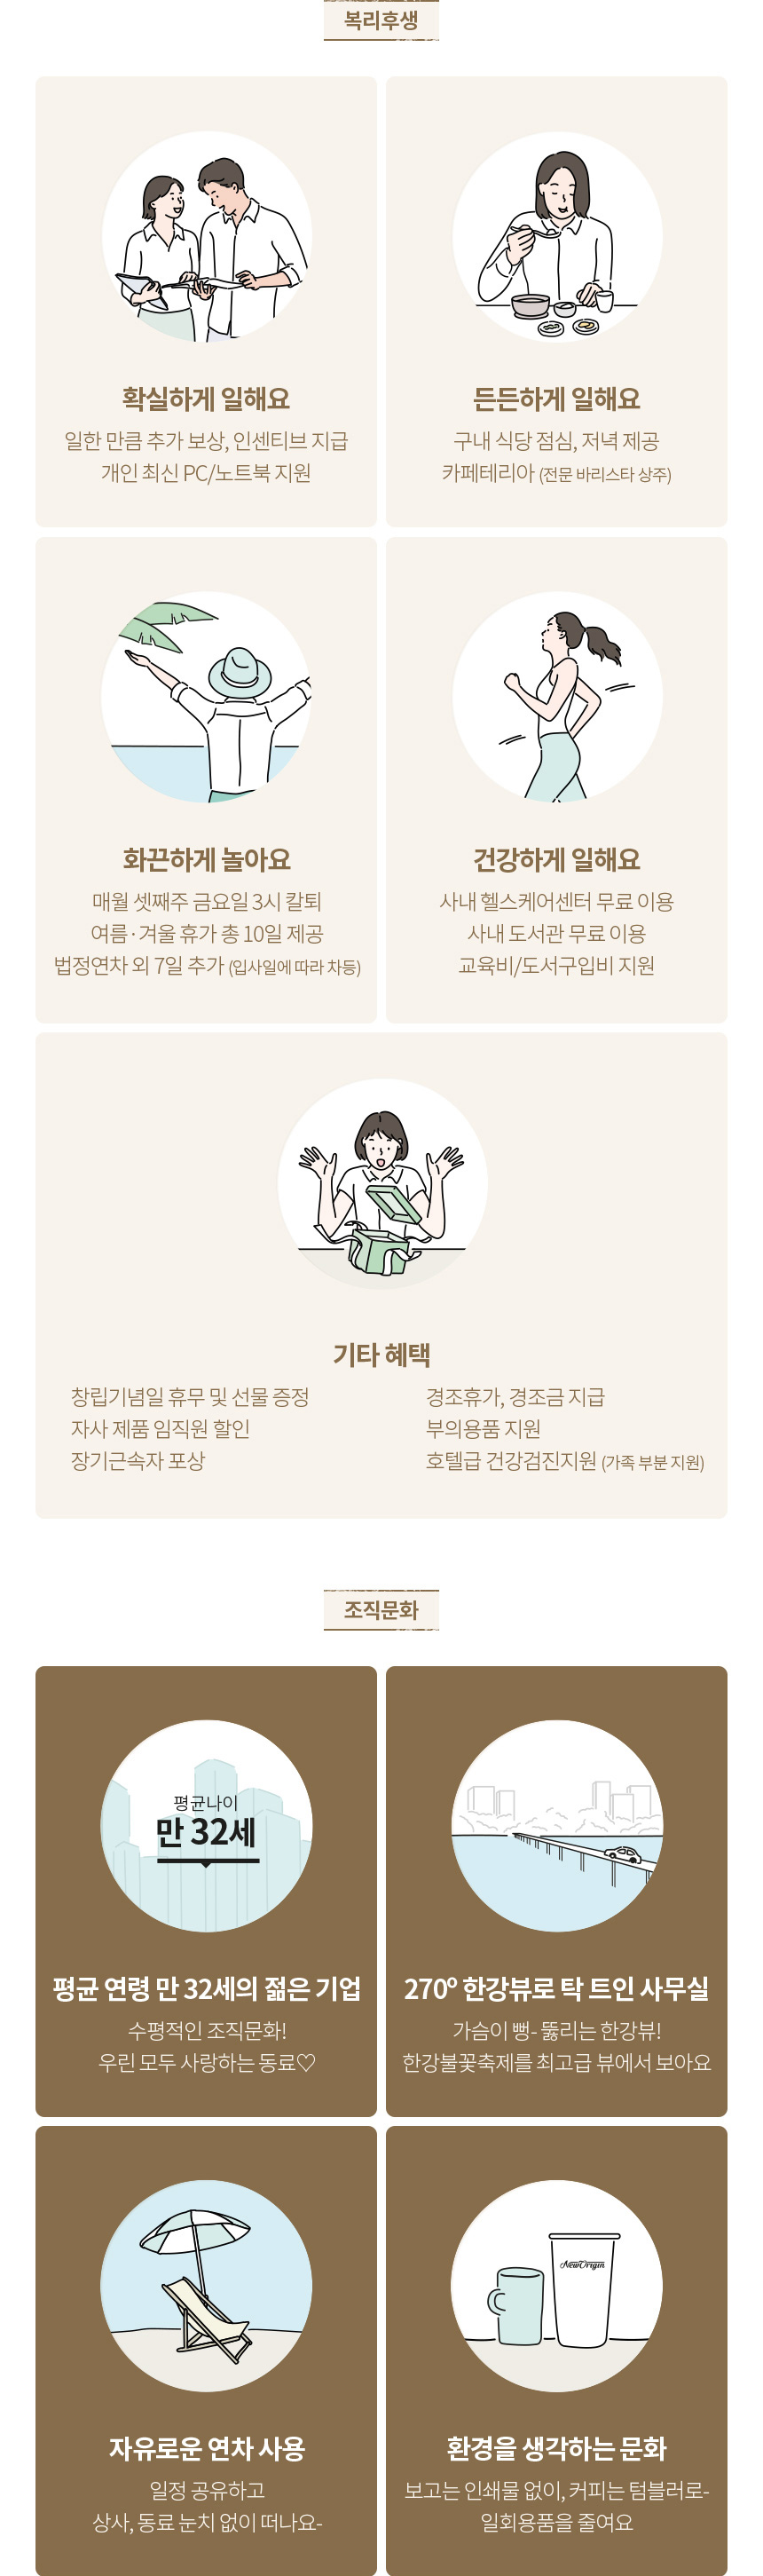 복리후생
확실하게 일해요
일한 만큼 추가 보상, 인센티브 지급
개인 최신 PC/노트북 지원
든든하게 일해요
구내 식당 점심, 저녁 제공
카페테리아 (전문 바리스타 상주)
화끈하게 놀아요
매월 셋째주 금요일 3시 칼퇴
여름·겨울 휴가 총 10일 제공
법정연차 외 7일 추가 (입사일에 따라 차등)
건강하게 일해요
사내 헬스케어센터 무료 이용
사내 도서관 무료 이용
교육비/도서구입비 지원
기타 혜택
창립기념일 휴무 및 선물 증정
자사 제품 임직원 할인
장기근속자 포상
경조휴가, 경조금 지급
부의용품 지원
호텔급 건강검진지원 (가족 부분 지원)
조직문화
평균나이
만 32세
평균 연령 만 32세의 젊은 기업
수평적인 조직문화!
우린 모두 사랑하는 동료♡
270º 한강뷰로 탁 트인 사무실
가슴이 뻥- 뚫리는 한강뷰!
한강불꽃축제를 최고급 뷰에서 보아요
자유로운 연차 사용
일정 공유하고
상사, 동료 눈치 없이 떠나요-
NewOrigin
환경을 생각하는 문화
보고는 인쇄물 없이, 커피는 텀블러로-
일회용품을 줄여요